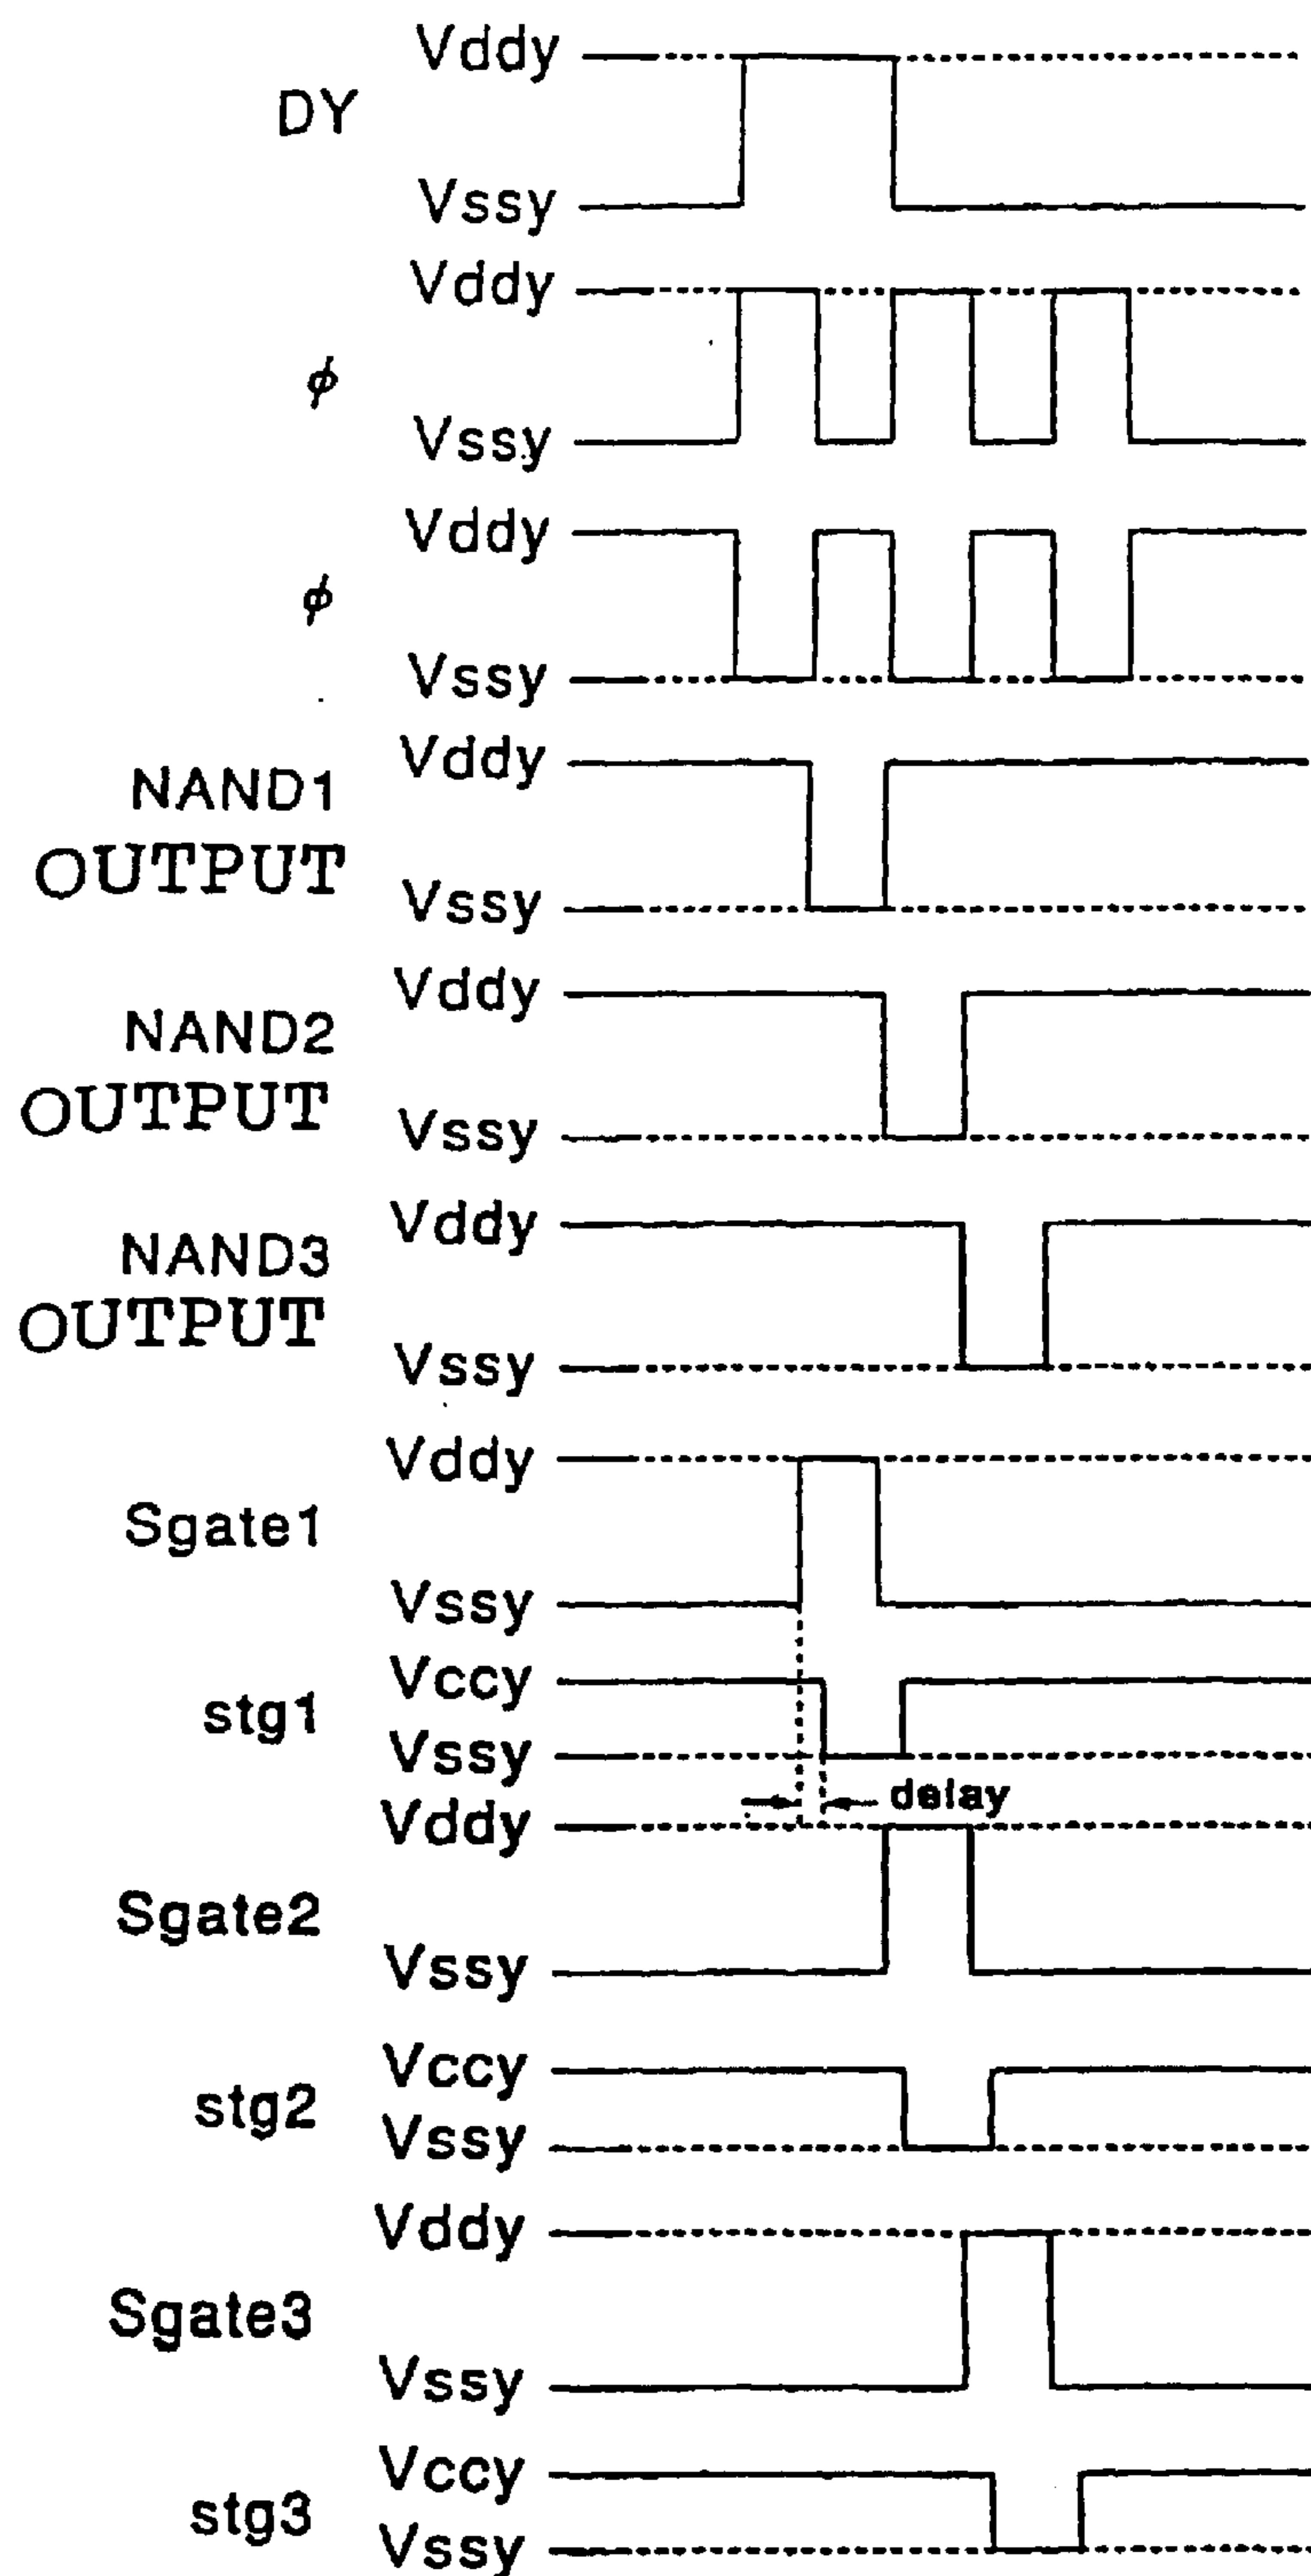 Vddy
DY
Vssy
Vddy
ϕ
Vssy
Vddy
ϕ
Vssy
Vddy
NAND1
OUTPUT
Vssy
Vddy
NAND2
OUTPUT
Vssy
Vddy
NAND3
OUTPUT
Vssy
Vddy
Sgate1
Vssy
Vccy
stg1
Vssy
delay
Vddy
Sgate2
Vssy
Vccy
stg2
Vssy
Vddy
Sgate3
Vssy
Vccy
stg3
Vssy